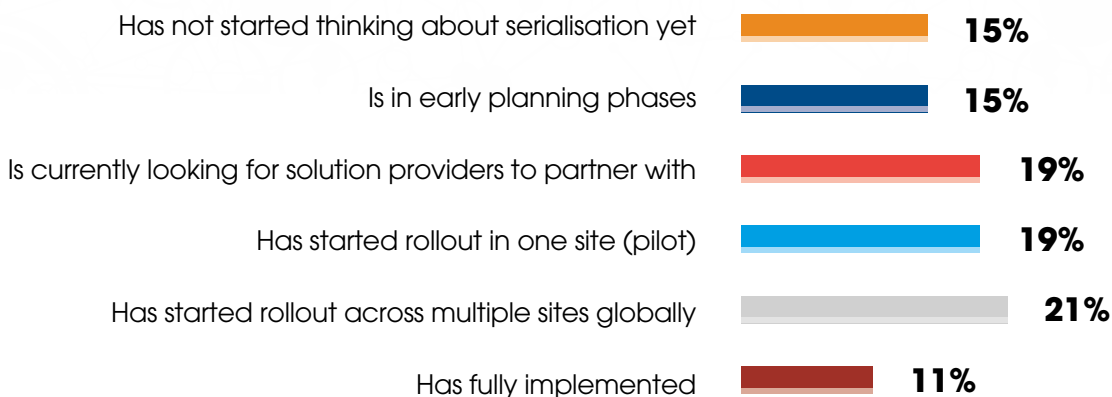 Has not started thinking about serialisation yet 15%
Is in early planning phases 15%
Is currently looking for solution providers to partner with 19%
Has started rollout in one site (pilot) 19%
Has started rollout across multiple sites globally 21%
Has fully implemented 11%